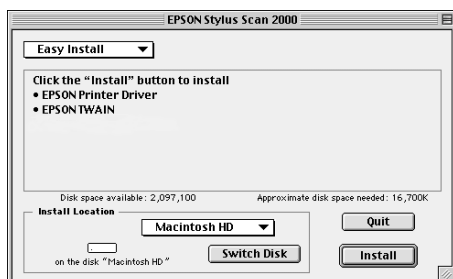 EPSON Stylus Scan 2000
Easy Install
Click the “Install” button to install
• EPSON Printer Driver
• EPSON TWAIN
Disk space available: 2,097,100 Approximate disk space needed: 16,700K
Install Location
Macintosh HD
Quit
on the disk “Macintosh HD”
Switch Disk
Install